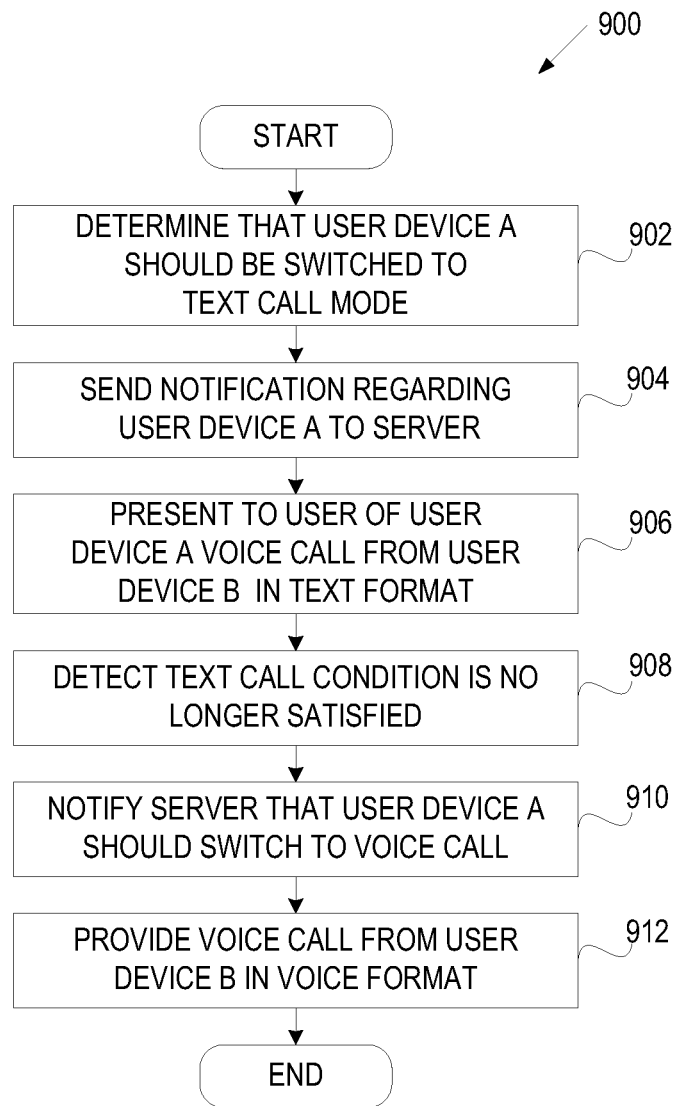 900
START
DETERMINE THAT USER DEVICE A
SHOULD BE SWITCHED TO
TEXT CALL MODE
902
SEND NOTIFICATION REGARDING
USER DEVICE A TO SERVER
904
PRESENT TO USER OF USER
DEVICE A VOICE CALL FROM USER
DEVICE B IN TEXT FORMAT
906
DETECT TEXT CALL CONDITION IS NO
LONGER SATISFIED
908
NOTIFY SERVER THAT USER DEVICE A
SHOULD SWITCH TO VOICE CALL
910
PROVIDE VOICE CALL FROM USER
DEVICE B IN VOICE FORMAT
912
END